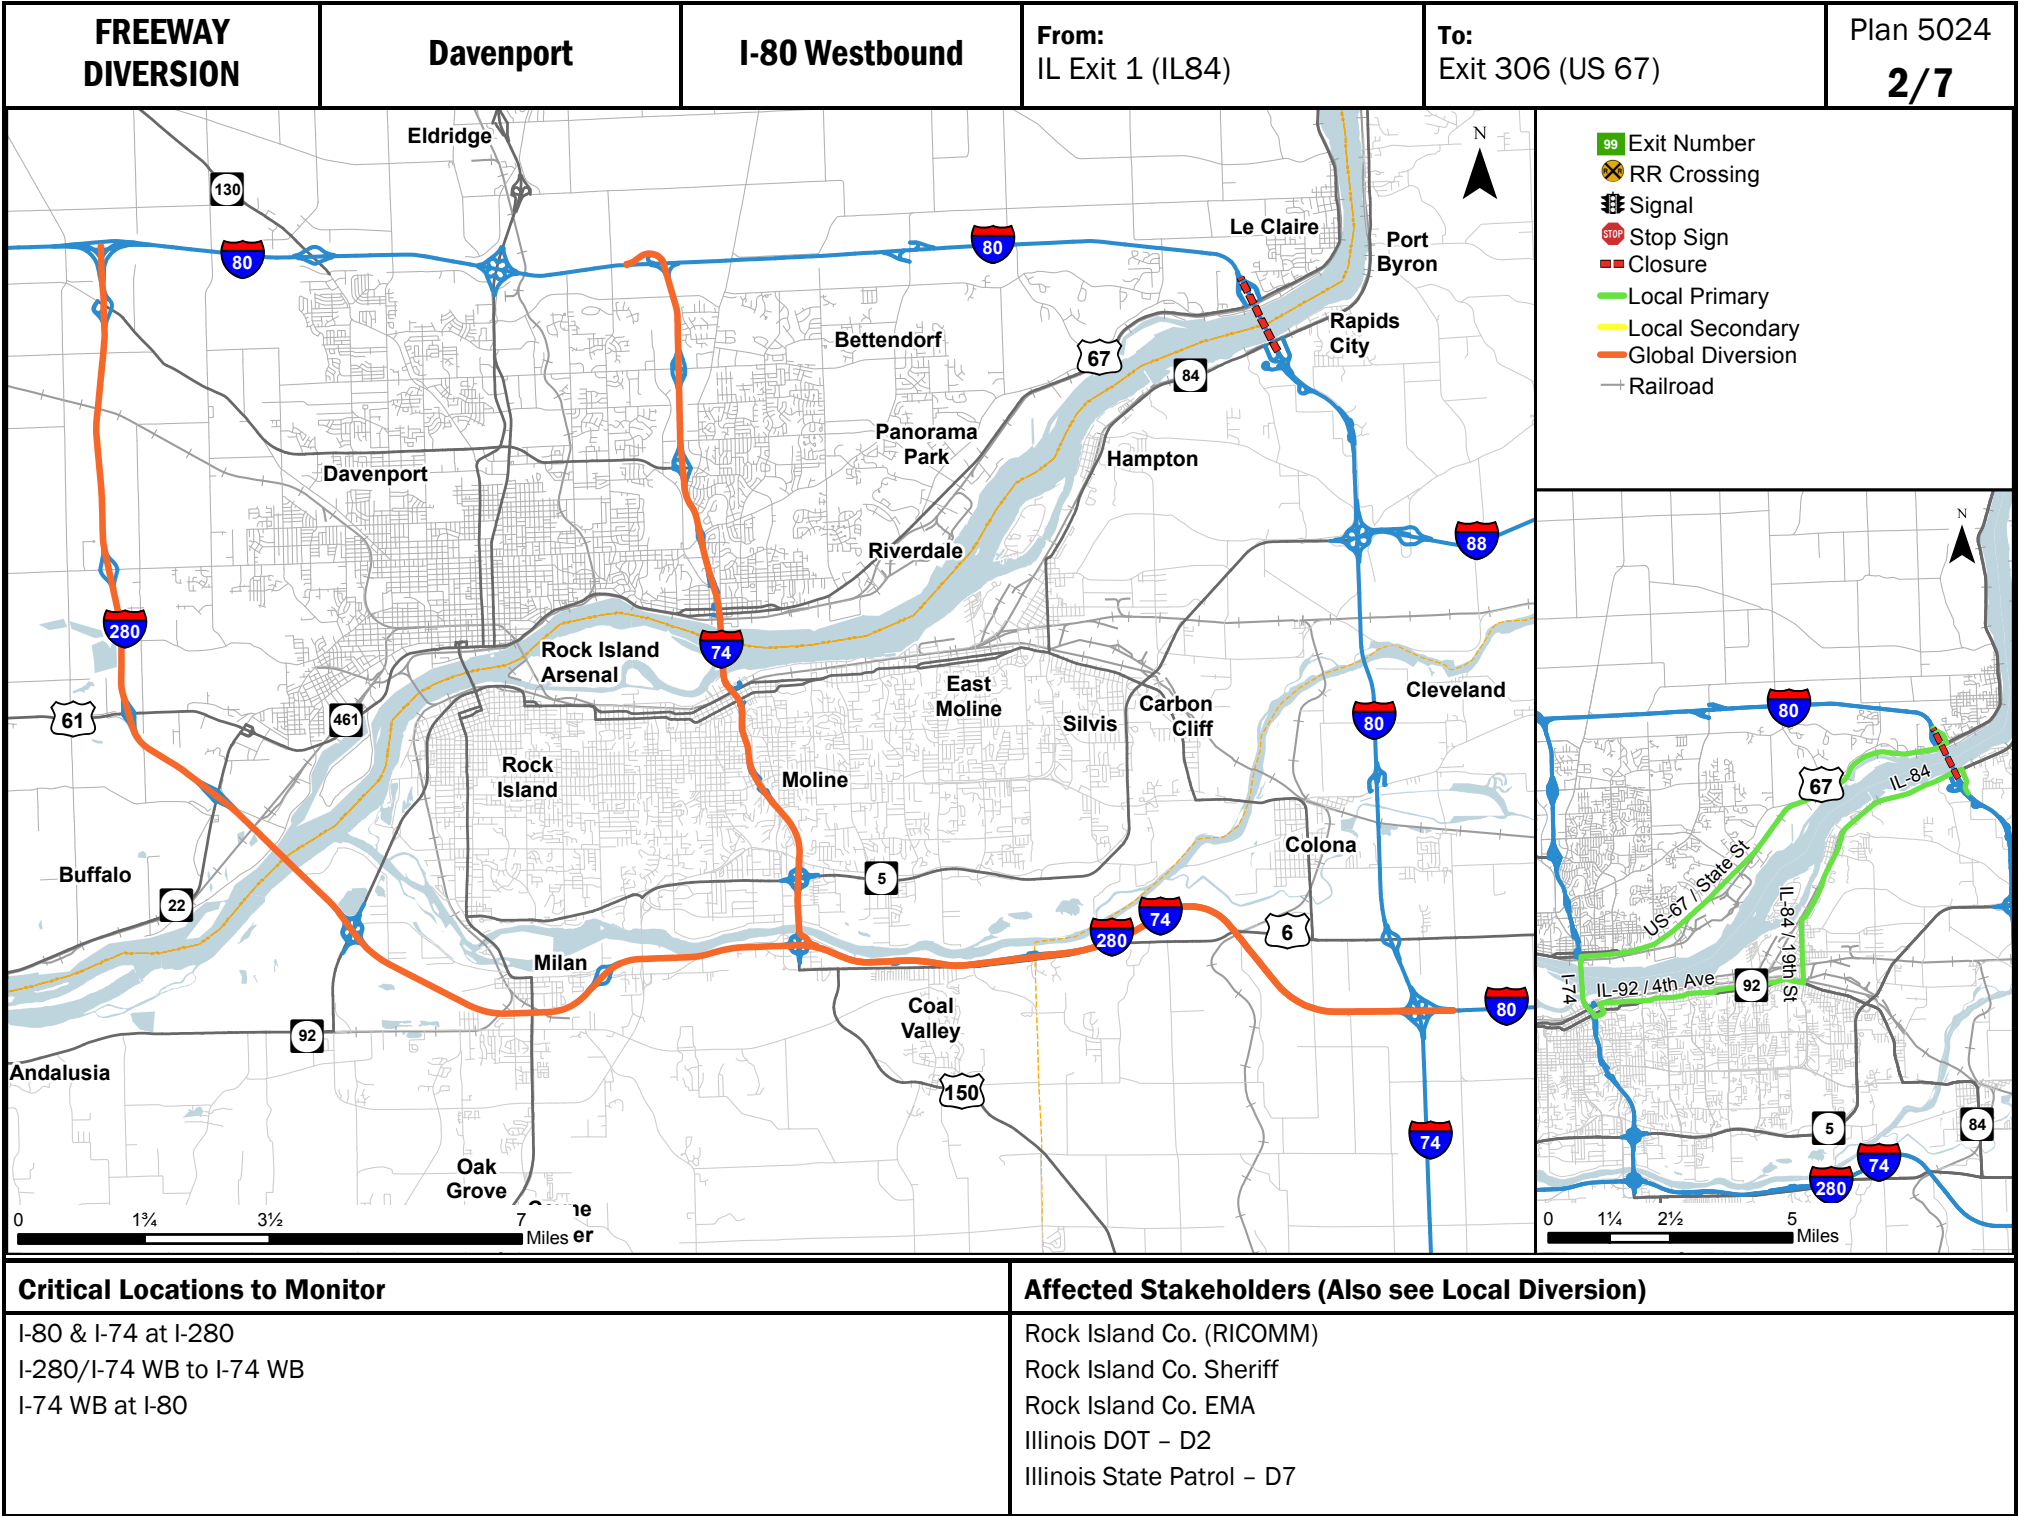 FREEWAY
DIVERSION
Davenport
I-80 Westbound
From:
IL Exit 1 (IL84)
To:
Exit 306 (US 67)
Plan 5024
2/7
Eldridge
130
80
80
Le Claire
Port
Byron
N
Rapids
City
Bettendorf
67
84
Panorama
Park
Hampton
Davenport
88
Riverdale
280
Rock Island
Arsenal
74
East
Moline
Cleveland
61
461
Silvis
Carbon
Cliff
80
Rock
Island
Moline
Colona
Buffalo
5
22
74
280
6
Milan
Coal
Valley
80
92
Andalusia
150
74
Oak
Grove
0
1¾
3½
7
Miles
99 Exit Number
RR Crossing
Signal
STOP Stop Sign
Closure
Local Primary
Local Secondary
Global Diversion
Railroad
N
80
67
IL-84
US-67 / State St
IL-84 / 19th St
I-74
IL-92 / 4th Ave
92
5
84
74
280
0
1¼
2½
5
Miles
Critical Locations to Monitor
I-80 & I-74 at I-280
I-280/I-74 WB to I-74 WB
I-74 WB at I-80
Affected Stakeholders (Also see Local Diversion)
Rock Island Co. (RICOMM)
Rock Island Co. Sheriff
Rock Island Co. EMA
Illinois DOT – D2
Illinois State Patrol – D7